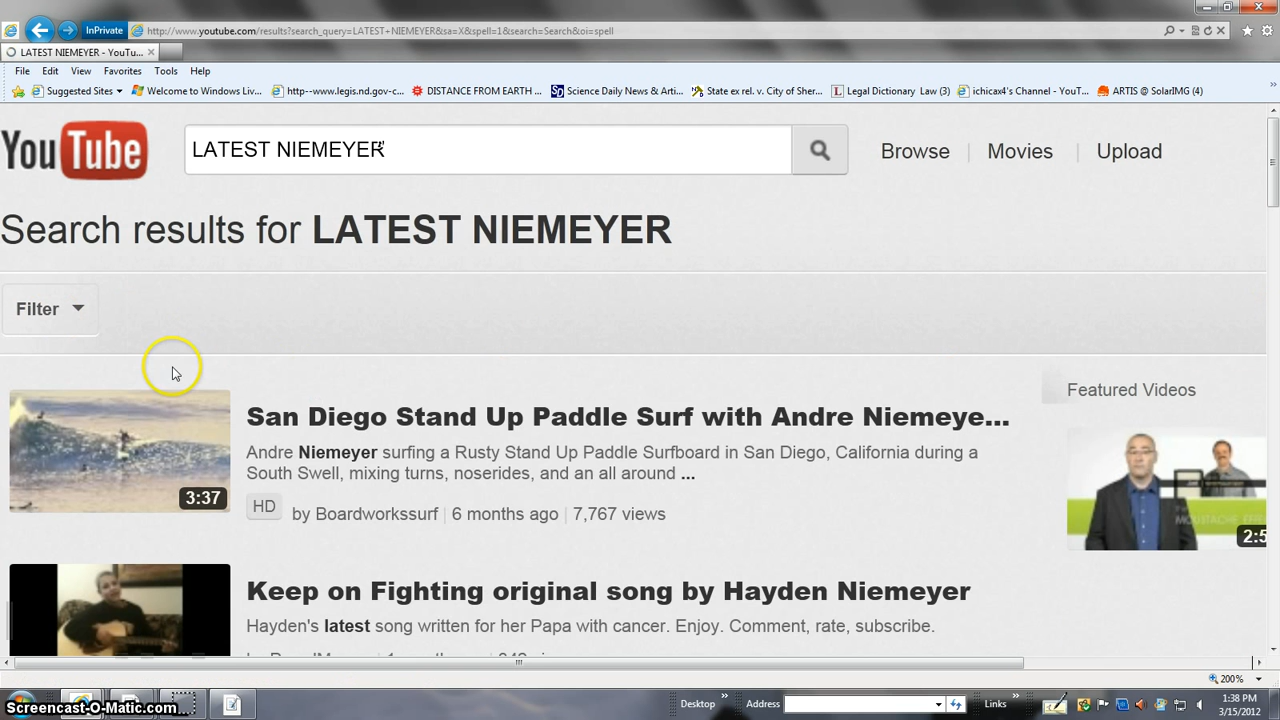 InPrivate
http://www.youtube.com/results?search_query=LATEST+NIEMEYER&sa=X&spell=1&search=Search&oi=spell
LATEST NIEMEYER - YouTu...
File Edit View Favorites Tools Help
Suggested Sites Welcome to Windows Liv... http--www.legis.nd.gov-c... DISTANCE FROM EARTH ... Science Daily News & Arti... State ex rel. v. City of Sher... Legal Dictionary Law (3) ichicax4's Channel - YouT... ARTIS @ SolarIMG (4)
YouTube LATEST NIEMEYER Browse Movies Upload
Search results for LATEST NIEMEYER
Filter
Featured Videos
San Diego Stand Up Paddle Surf with Andre Niemeye...
Andre Niemeyer surfing a Rusty Stand Up Paddle Surfboard in San Diego, California during a
South Swell, mixing turns, noserides, and an all around ...
3:37
HD by Boardworkssurf 6 months ago 7,767 views
MOUSTACHE
2:5
Keep on Fighting original song by Hayden Niemeyer
Hayden's latest song written for her Papa with cancer. Enjoy. Comment, rate, subscribe.
200%
Desktop Address Links
1:38 PM
3/15/2012
Screencast-O-Matic.com